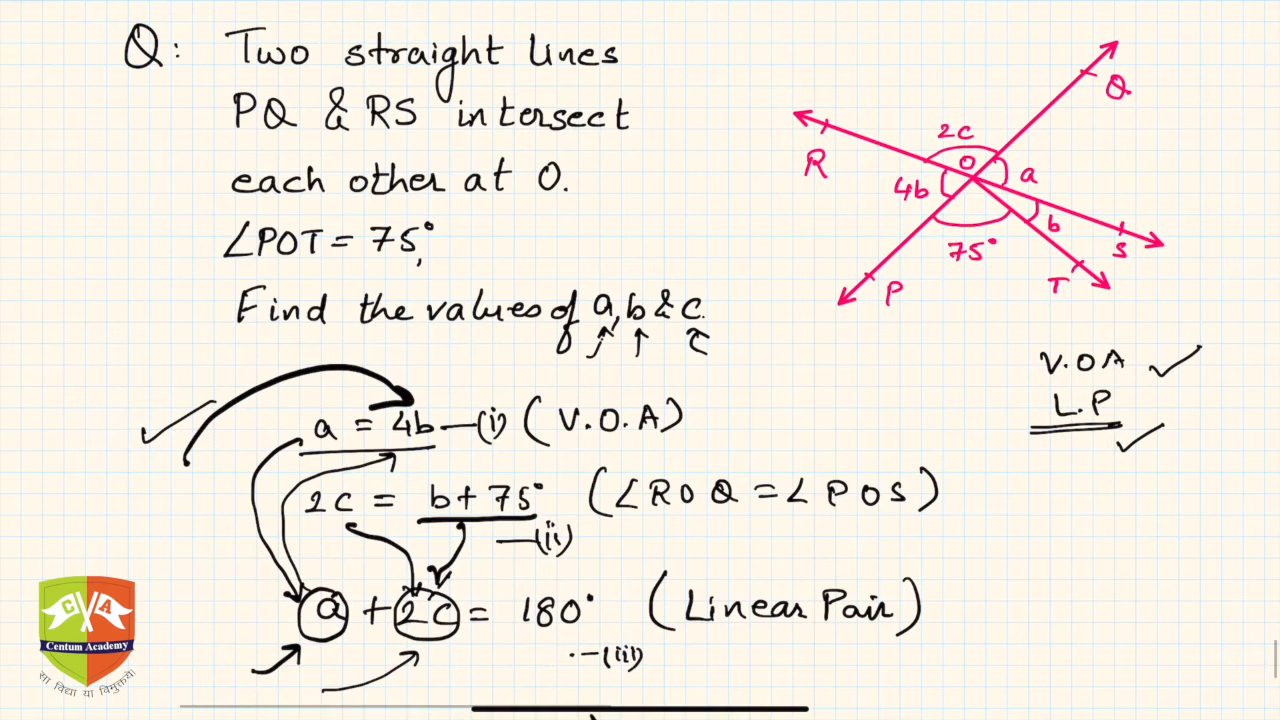 Q: Two straight lines
PQ & RS intersect
each other at O.
∠POT = 75°,
Find the values of a, b & c.
R
2c
O
Q
a
4b
b
S
75°
T
P
V.O.A
L.P
a = 4b —(i) (V.O.A)
2c = b + 75° (∠ROQ = ∠POS)
—(ii)
a + 2c = 180° (Linear Pair)
—(iii)
C A
Centum Academy
सा विद्या या विमुक्तये।